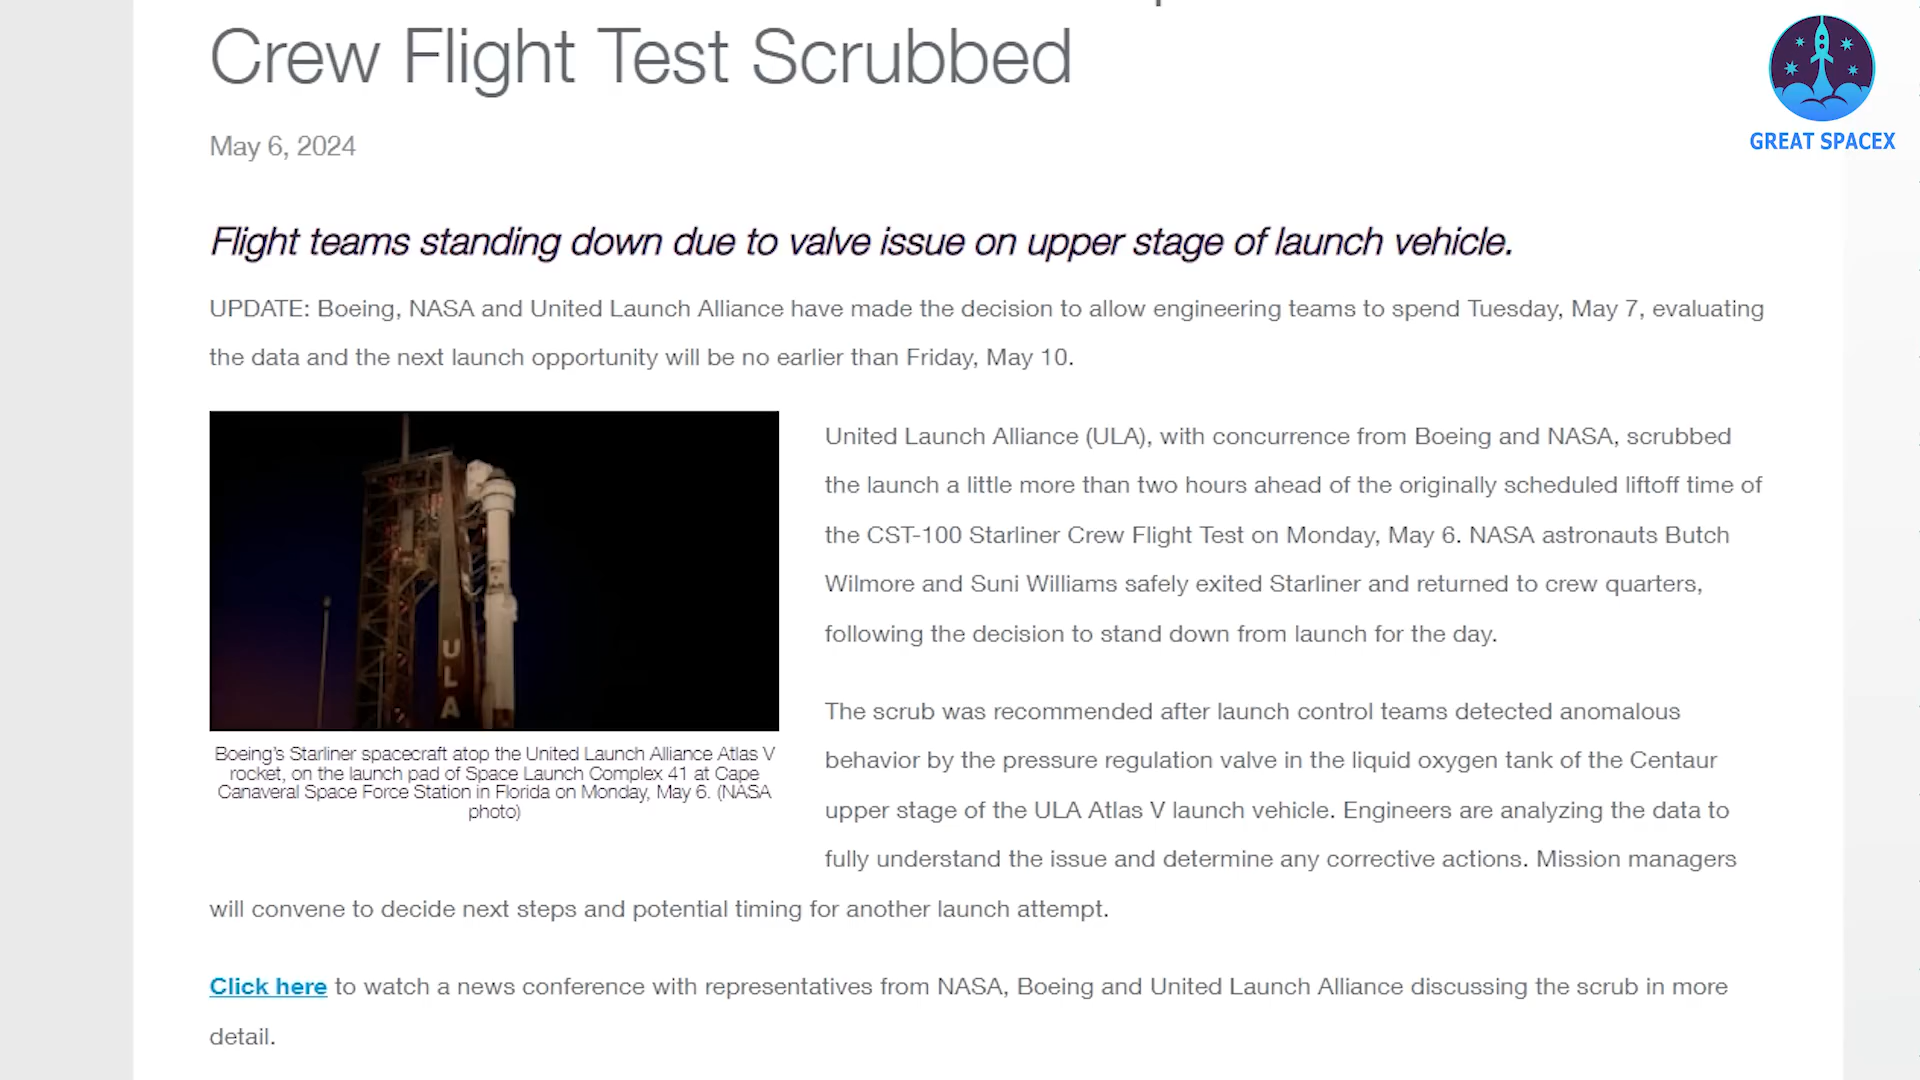 Crew Flight Test Scrubbed
GREAT SPACEX
May 6, 2024
Flight teams standing down due to valve issue on upper stage of launch vehicle.
UPDATE: Boeing, NASA and United Launch Alliance have made the decision to allow engineering teams to spend Tuesday, May 7, evaluating
the data and the next launch opportunity will be no earlier than Friday, May 10.
ULA
Boeing's Starliner spacecraft atop the United Launch Alliance Atlas V
rocket, on the launch pad of Space Launch Complex 41 at Cape
Canaveral Space Force Station in Florida on Monday, May 6. (NASA
photo)
United Launch Alliance (ULA), with concurrence from Boeing and NASA, scrubbed
the launch a little more than two hours ahead of the originally scheduled liftoff time of
the CST-100 Starliner Crew Flight Test on Monday, May 6. NASA astronauts Butch
Wilmore and Suni Williams safely exited Starliner and returned to crew quarters,
following the decision to stand down from launch for the day.
The scrub was recommended after launch control teams detected anomalous
behavior by the pressure regulation valve in the liquid oxygen tank of the Centaur
upper stage of the ULA Atlas V launch vehicle. Engineers are analyzing the data to
fully understand the issue and determine any corrective actions. Mission managers
will convene to decide next steps and potential timing for another launch attempt.
Click here to watch a news conference with representatives from NASA, Boeing and United Launch Alliance discussing the scrub in more
detail.